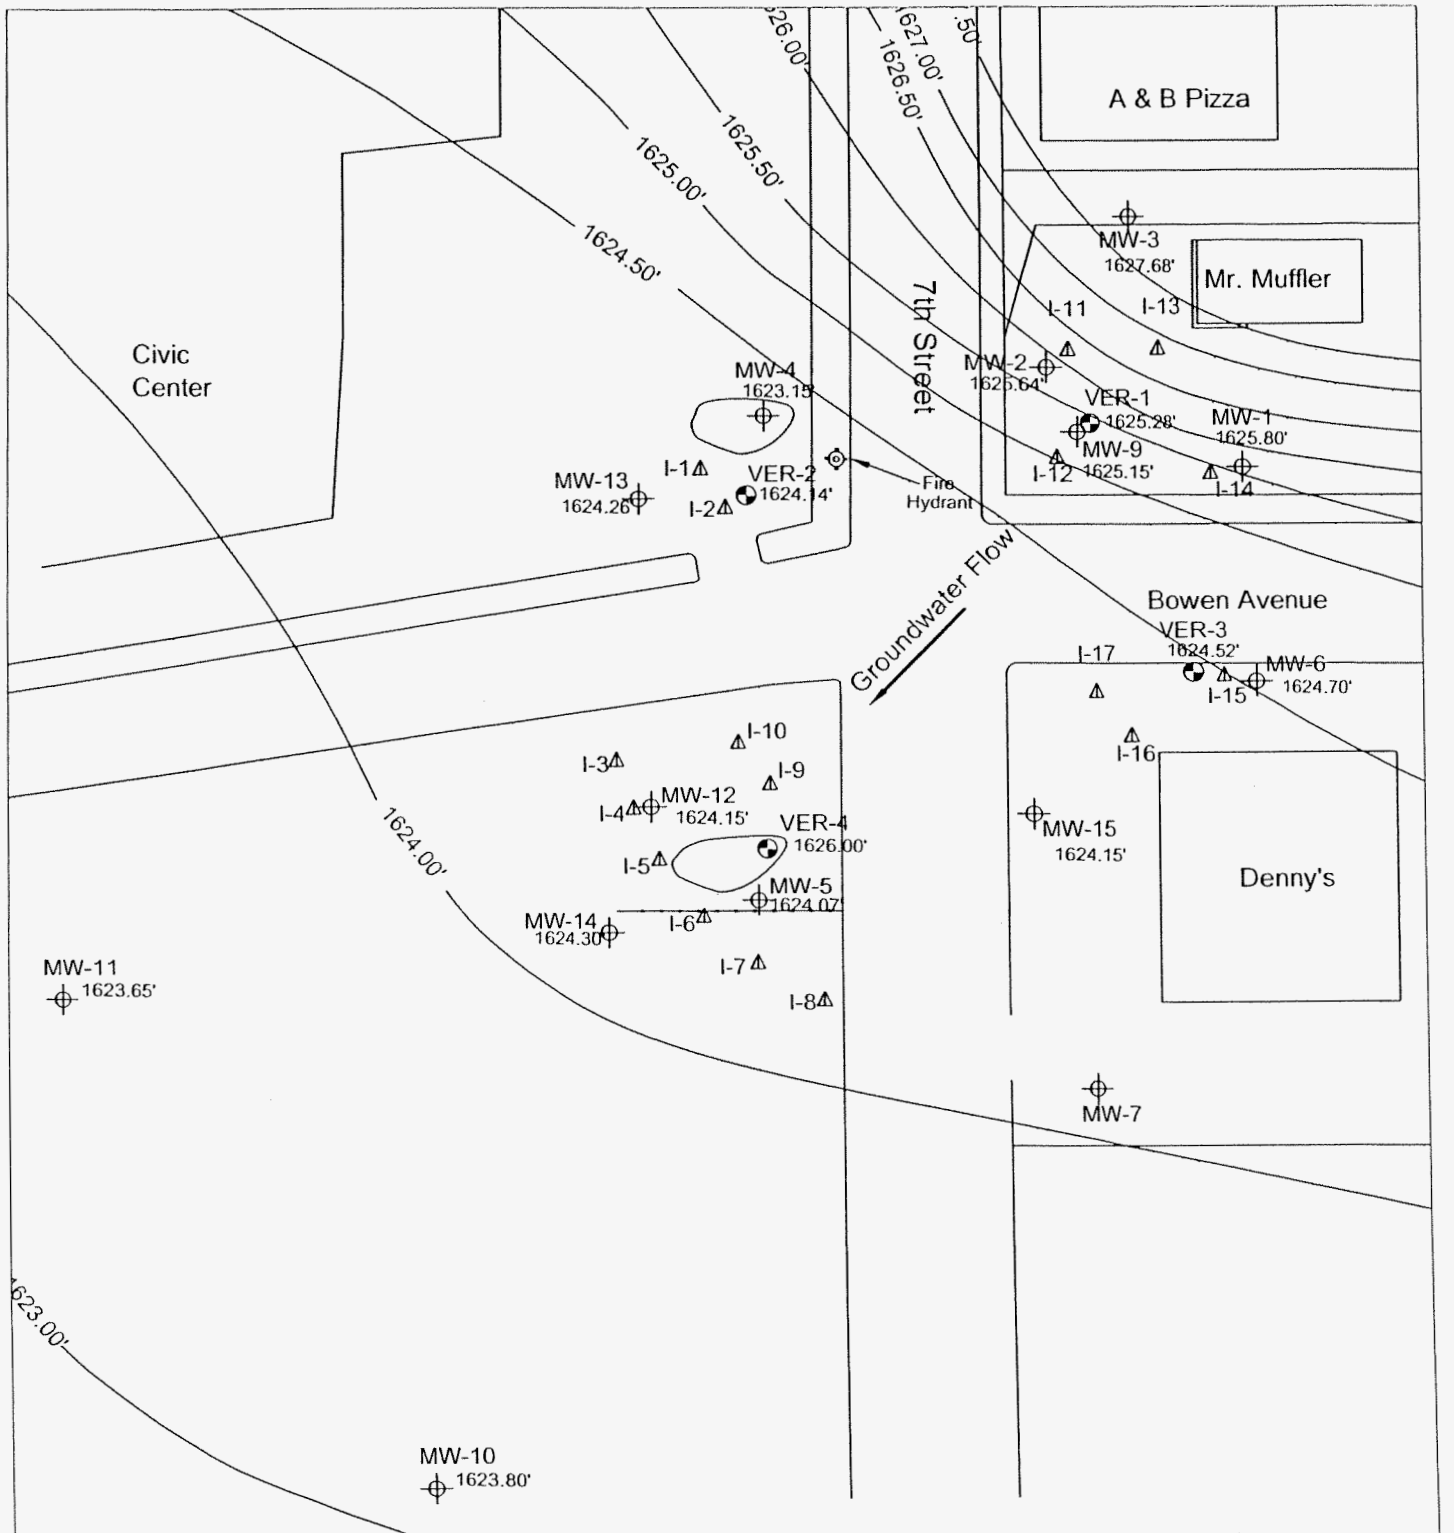 26.00'
1627.00'
1626.50'
.50'
A & B Pizza
1625.50'
1625.00'
1624.50'
MW-3
1627.68'
Mr. Muffler
I-11
I-13
7th Street
Civic
Center
MW-4
1623.15'
MW-2
1625.64'
VER-1
1625.28'
MW-1
1625.80'
MW-9
1625.15'
I-12
I-14
I-1
VER-2
1624.14'
MW-13
1624.26'
I-2
Fire
Hydrant
Groundwater Flow
Bowen Avenue
VER-3
1624.52'
I-17
MW-6
1624.70'
I-15
I-16
I-10
I-3
I-9
MW-12
1624.15'
I-4
VER-4
1626.00'
MW-15
1624.15'
1624.00'
I-5
Denny's
MW-5
1624.07'
MW-14
1624.30'
I-6
I-7
MW-11
1623.65'
I-8
MW-7
1623.00'
MW-10
1623.80'